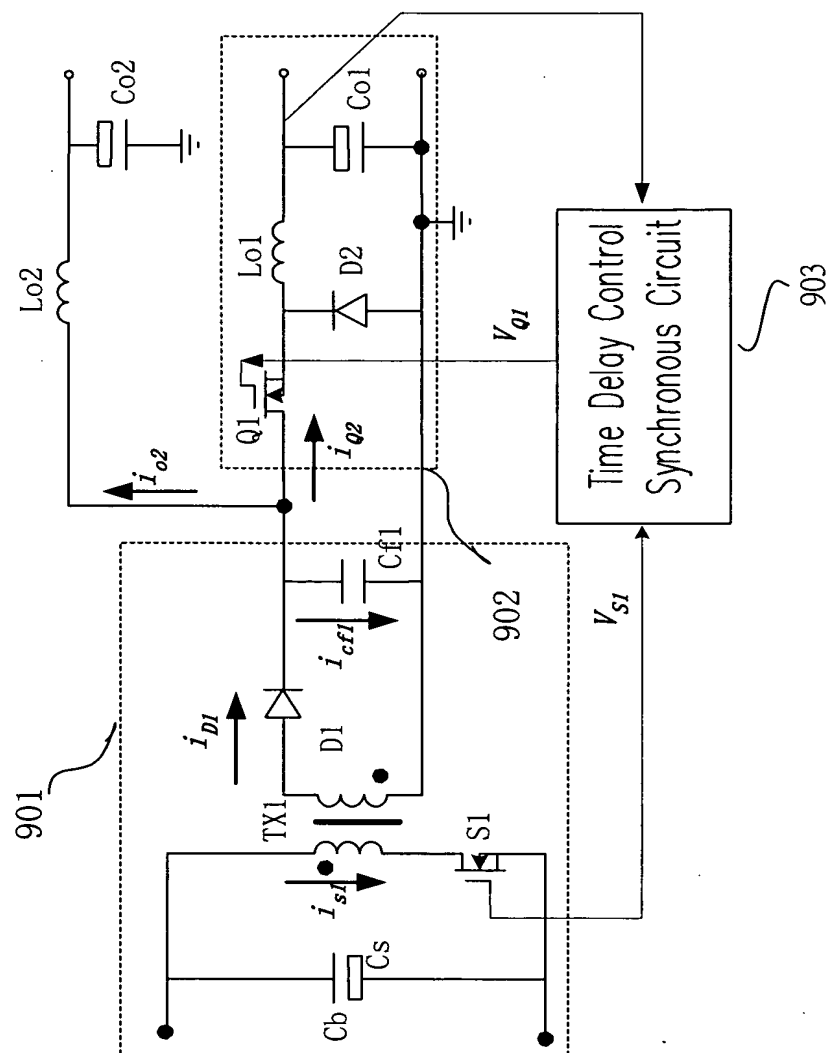 Co2
Lo2
i_o2
Co1
Lo1
D2
Q1
i_Q2
V_Q1
Time Delay Control
Synchronous Circuit
903
902
V_S1
Cf1
i_cf1
i_D1
D1
901
TX1
S1
i_s1
Cs
Cb